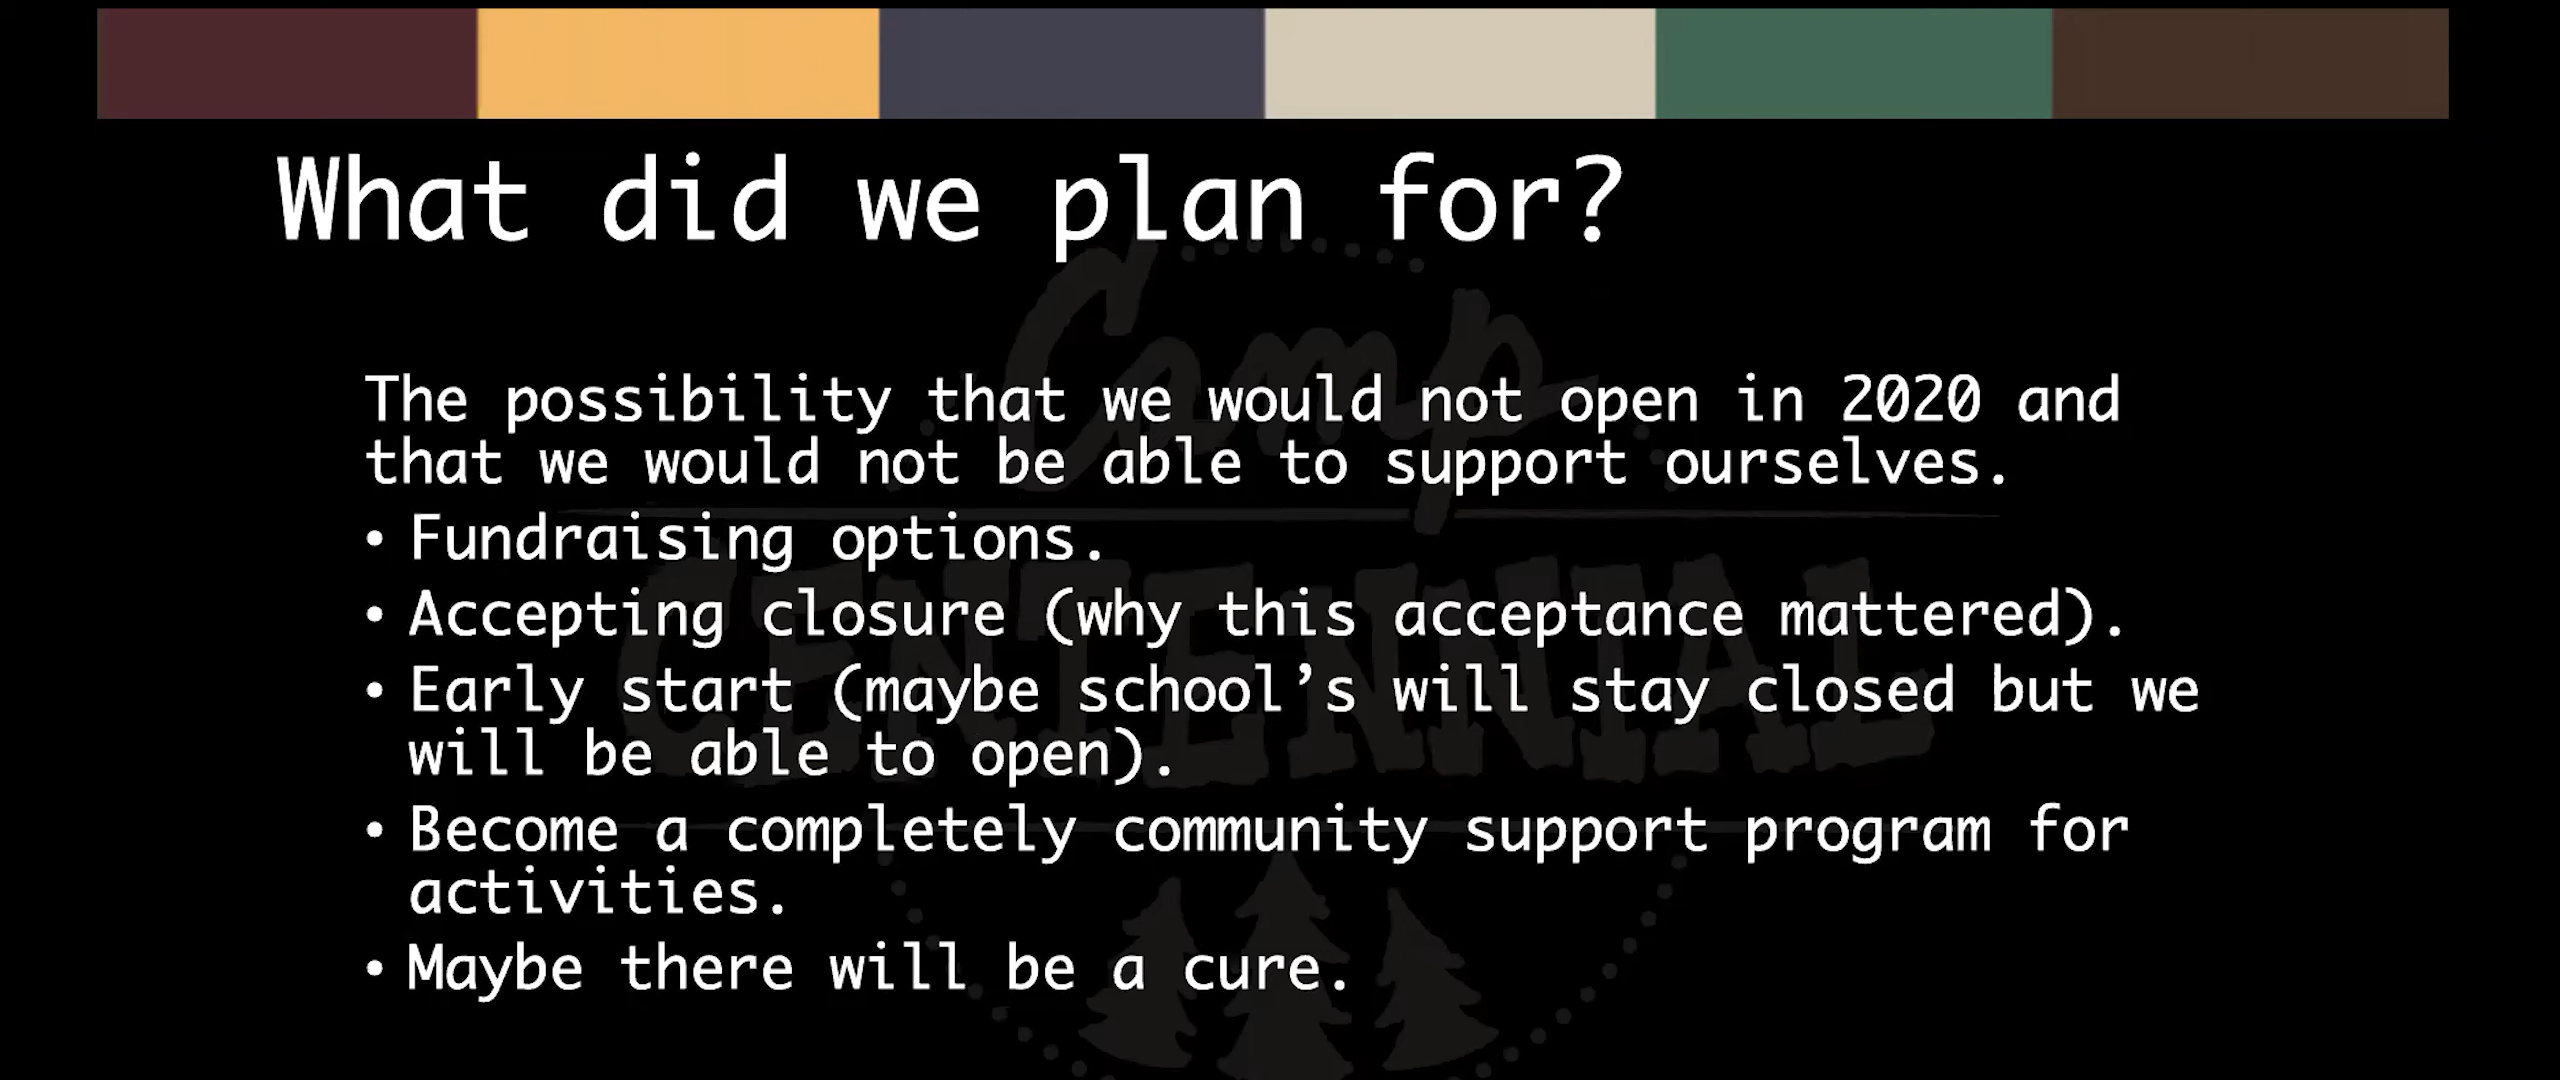 What did we plan for?
The possibility that we would not open in 2020 and
that we would not be able to support ourselves.
• Fundraising options.
• Accepting closure (why this acceptance mattered).
• Early start (maybe school’s will stay closed but we
will be able to open).
• Become a completely community support program for
activities.
• Maybe there will be a cure.
Camp
CENTENNIAL